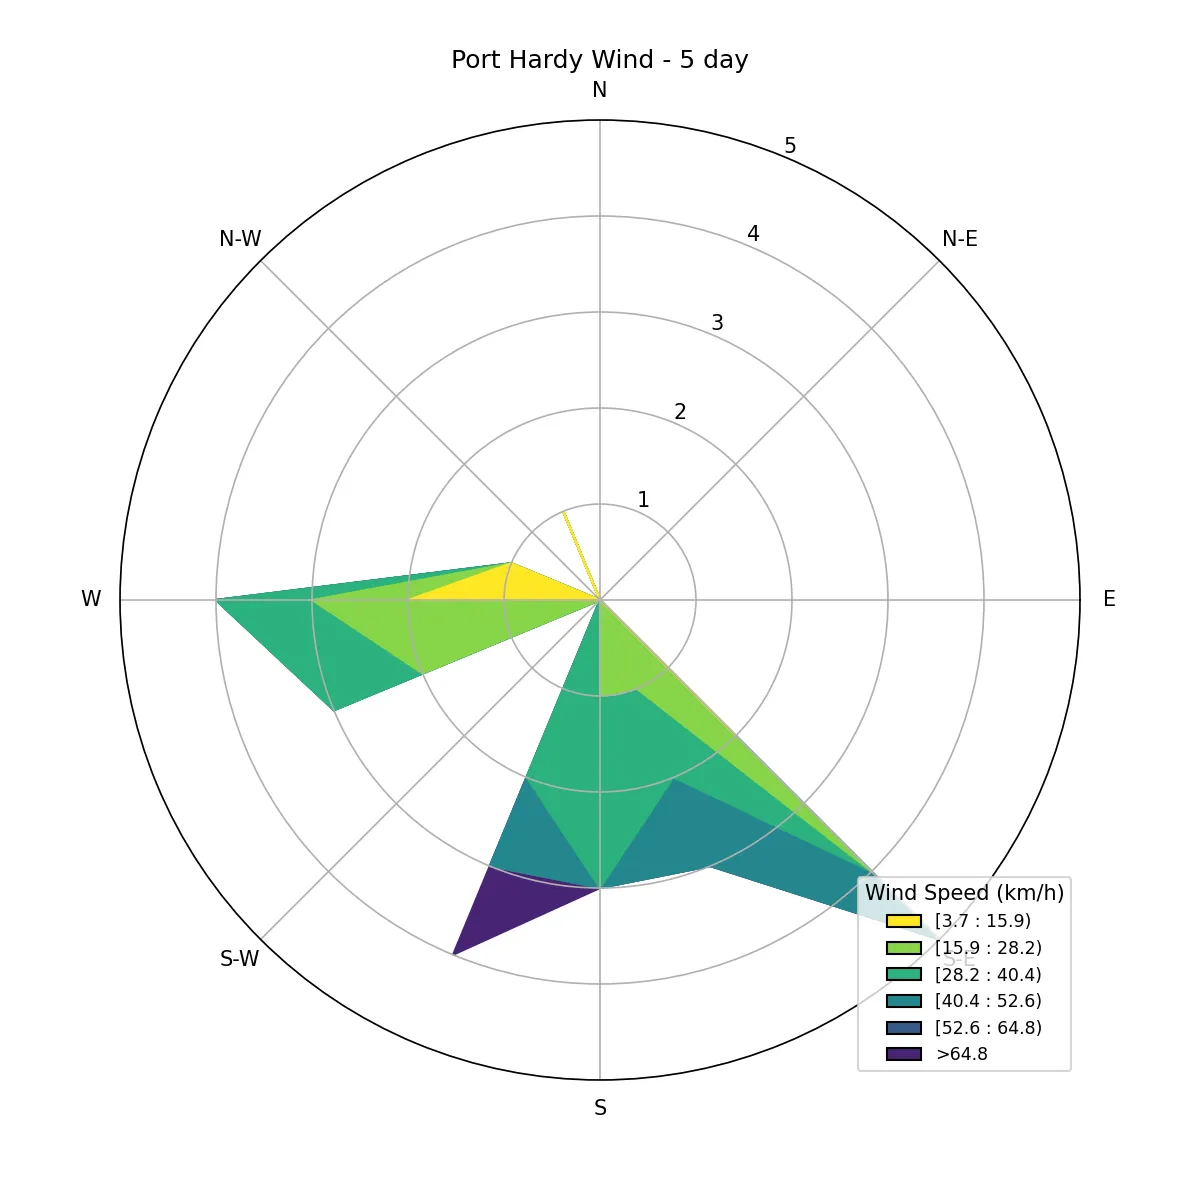 Port Hardy Wind - 5 day
N
5
N-W
N-E
4
3
2
1
W
E
Wind Speed (km/h)
[3.7 : 15.9)
[15.9 : 28.2)
S-W
S-E
[28.2 : 40.4)
[40.4 : 52.6)
[52.6 : 64.8)
>64.8
S